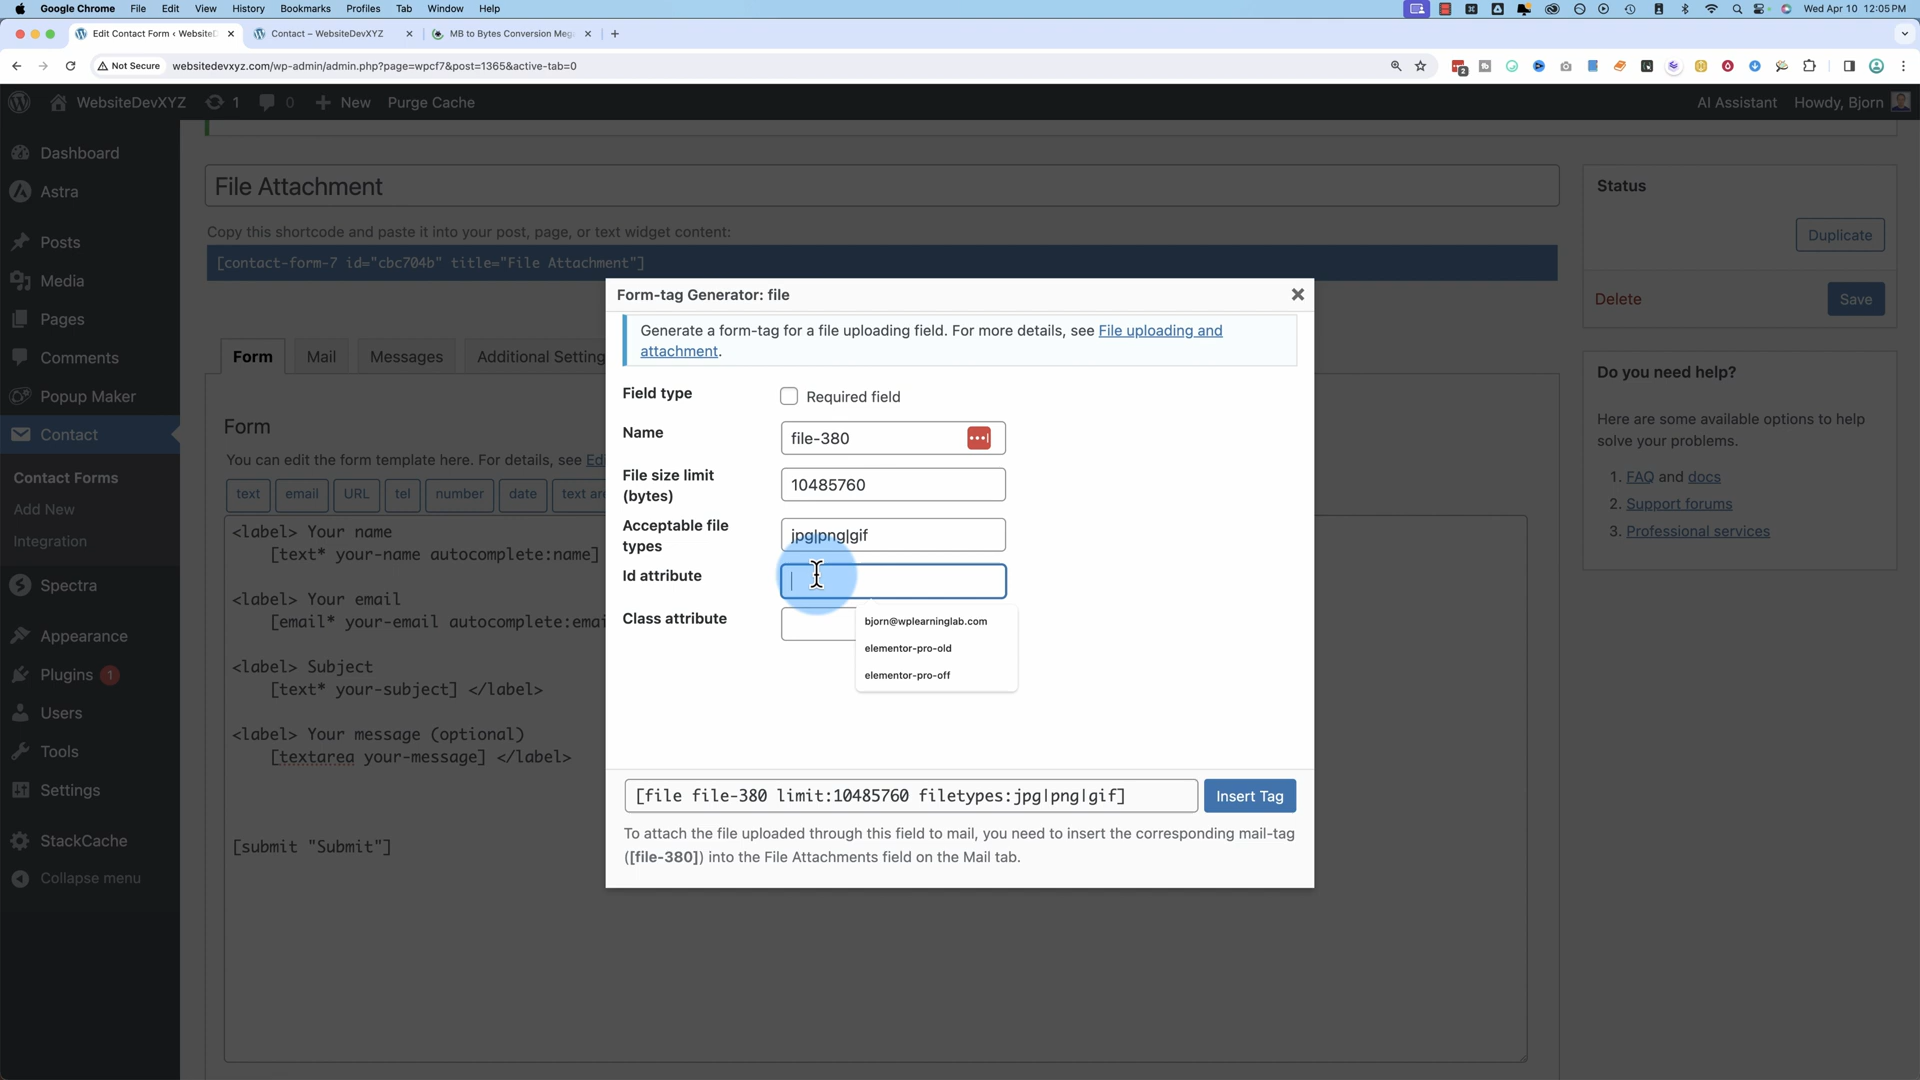 Google Chrome File Edit View History Bookmarks Profiles Tab Window Help
Wed Apr 10 12:05 PM
Edit Contact Form ‹ WebsiteD
Contact – WebsiteDevXYZ
MB to Bytes Conversion Meg
Not Secure
websitedevxyz.com/wp-admin/admin.php?page=wpcf7&post=1365&active-tab=0
2
WebsiteDevXYZ 1 0 New Purge Cache
AI Assistant Howdy, Bjorn
Dashboard
Astra
Posts
Media
Pages
Comments
Popup Maker
Contact
Contact Forms
Add New
Integration
Spectra
Appearance
Plugins 1
Users
Tools
Settings
StackCache
Collapse menu
File Attachment
Copy this shortcode and paste it into your post, page, or text widget content:
[contact-form-7 id="cbc704b" title="File Attachment"]
Form Mail Messages Additional Setting
Form
You can edit the form template here. For details, see Edi
text email URL tel number date text are
<label> Your name
[text* your-name autocomplete:name]
<label> Your email
[email* your-email autocomplete:emai
<label> Subject
[text* your-subject] </label>
<label> Your message (optional)
[textarea your-message] </label>
[submit "Submit"]
Form-tag Generator: file
Generate a form-tag for a file uploading field. For more details, see File uploading and
attachment.
Field type
Required field
Name
file-380
File size limit
(bytes)
10485760
Acceptable file
types
jpg|png|gif
Id attribute
Class attribute
bjorn@wplearninglab.com
elementor-pro-old
elementor-pro-off
[file file-380 limit:10485760 filetypes:jpg|png|gif]
Insert Tag
To attach the file uploaded through this field to mail, you need to insert the corresponding mail-tag
([file-380]) into the File Attachments field on the Mail tab.
Status
Duplicate
Delete
Save
Do you need help?
Here are some available options to help
solve your problems.
1. FAQ and docs
2. Support forums
3. Professional services